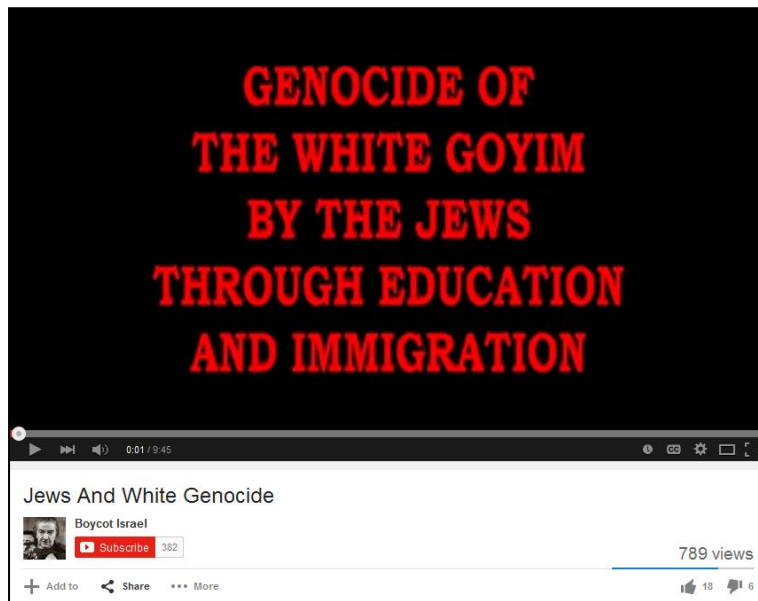 GENOCIDE OF
THE WHITE GOYIM
BY THE JEWS
THROUGH EDUCATION
AND IMMIGRATION
0:01 / 9:45
CC
Jews And White Genocide
Boycot Israel
Subscribe 382
789 views
Add to Share More
18 6